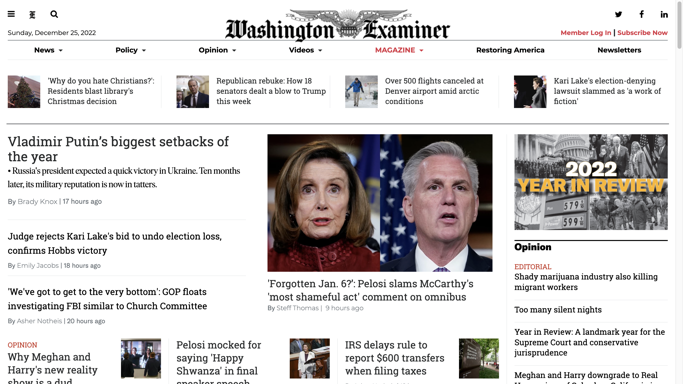 Washington Examiner
Sunday, December 25, 2022
Member Log In | Subscribe Now
News
Policy
Opinion
Videos
MAGAZINE
Restoring America
Newsletters
'Why do you hate Christians?':
Residents blast library's
Christmas decision
Republican rebuke: How 18
senators dealt a blow to Trump
this week
Over 500 flights canceled at
Denver airport amid arctic
conditions
Kari Lake's election-denying
lawsuit slammed as 'a work of
fiction'
Vladimir Putin's biggest setbacks of
the year
• Russia's president expected a quick victory in Ukraine. Ten months
later, its military reputation is now in tatters.
By Brady Knox | 17 hours ago
Judge rejects Kari Lake's bid to undo election loss,
confirms Hobbs victory
By Emily Jacobs | 18 hours ago
'We've got to get to the very bottom': GOP floats
investigating FBI similar to Church Committee
By Asher Notheis | 20 hours ago
'Forgotten Jan. 6?': Pelosi slams McCarthy's
'most shameful act' comment on omnibus
By Steff Thomas | 9 hours ago
OPINION
Why Meghan and
Harry's new reality
show is a dud
Pelosi mocked for
saying 'Happy
Shwanza' in final
speaker speech
IRS delays rule to
report $600 transfers
when filing taxes
2022
YEAR IN REVIEW
Opinion
EDITORIAL
Shady marijuana industry also killing
migrant workers
Too many silent nights
Year in Review: A landmark year for the
Supreme Court and conservative
jurisprudence
Meghan and Harry downgrade to Real